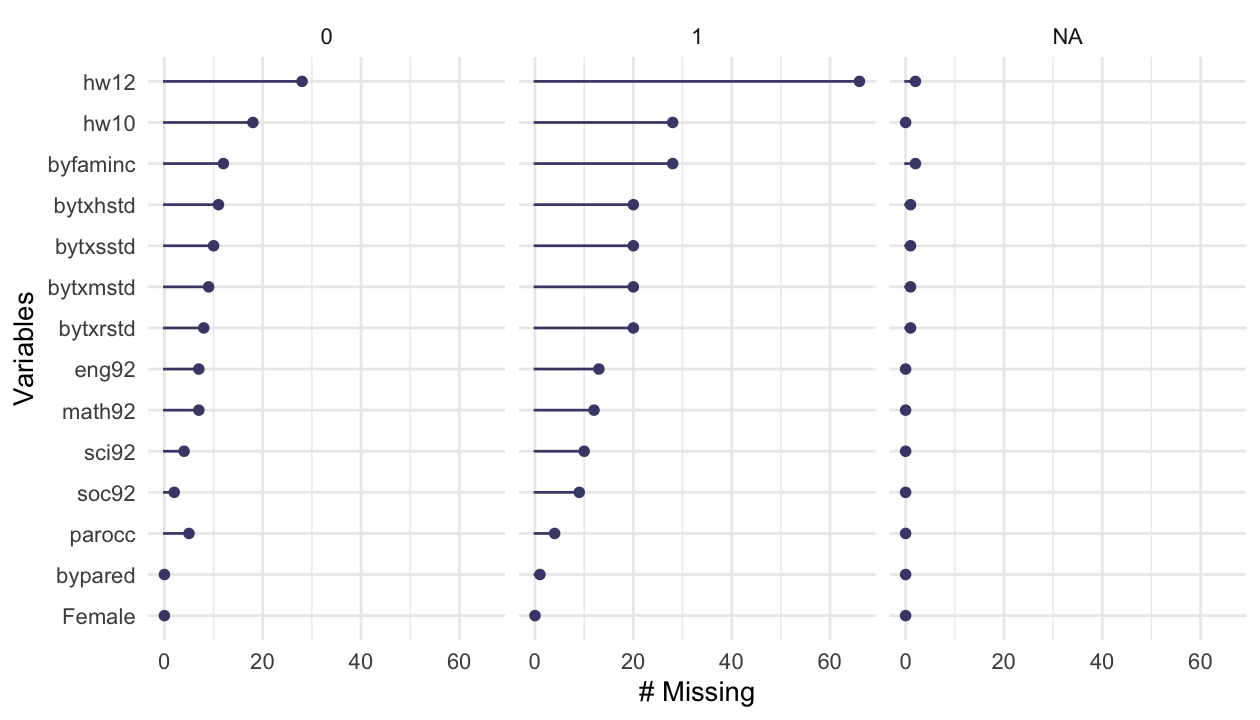 0 1 NA
hw12
hw10
byfaminc
bytxhstd
bytxsstd
bytxmstd
bytxrstd
eng92
math92
sci92
soc92
parocc
bypared
Female
Variables
0 20 40 60 0 20 40 60 0 20 40 60
# Missing